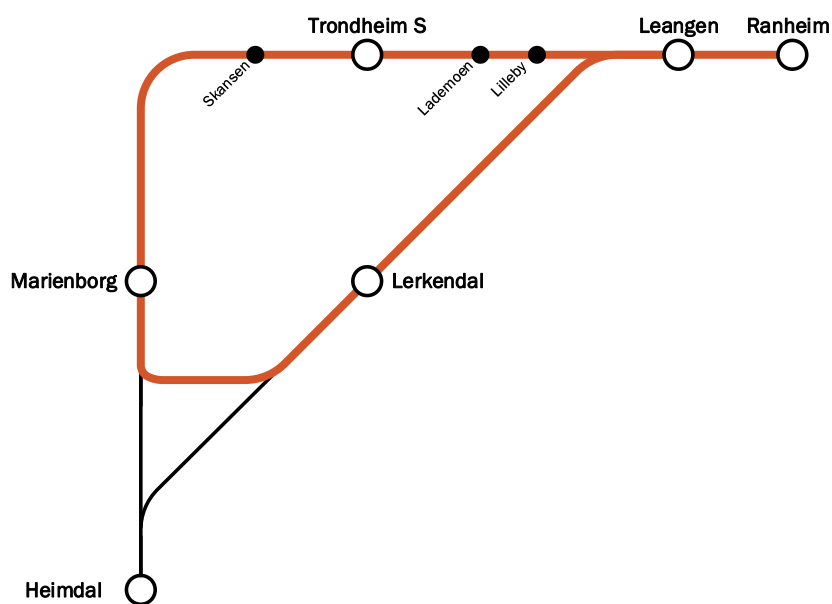 Trondheim S
Leangen
Ranheim
Skansen
Lademoen
Lilleby
Marienborg
Lerkendal
Heimdal